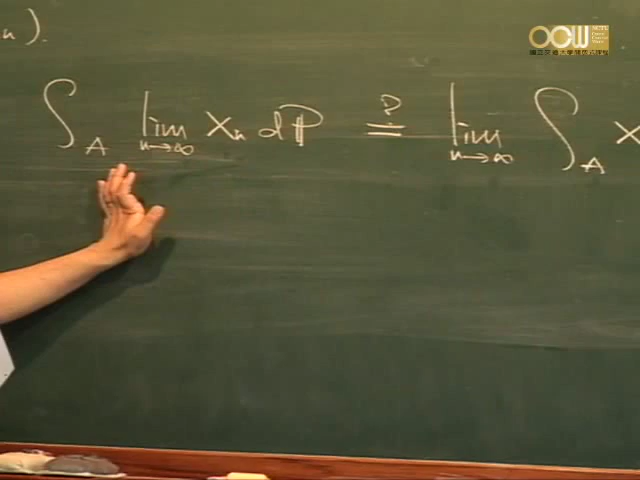 OCW
n).
∫_A lim_{n→∞} X_n dℙ ≟ lim_{n→∞} ∫_A X